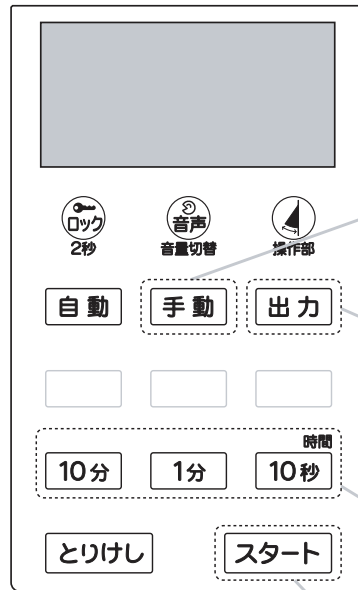 ロック 音声
2秒 音量切替 操作部
自動 手動 出力
時間
10分 1分 10秒
とりけし スタート